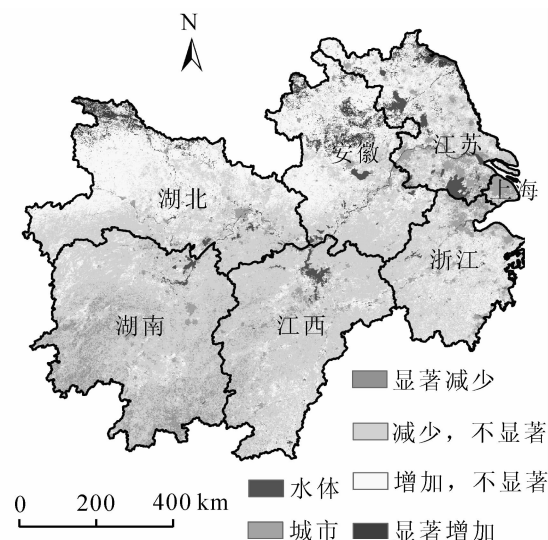 N
江苏
安徽
上海
湖北
浙江
湖南
江西
显著减少
减少，不显著
水体
增加，不显著
0 200 400 km
城市
显著增加